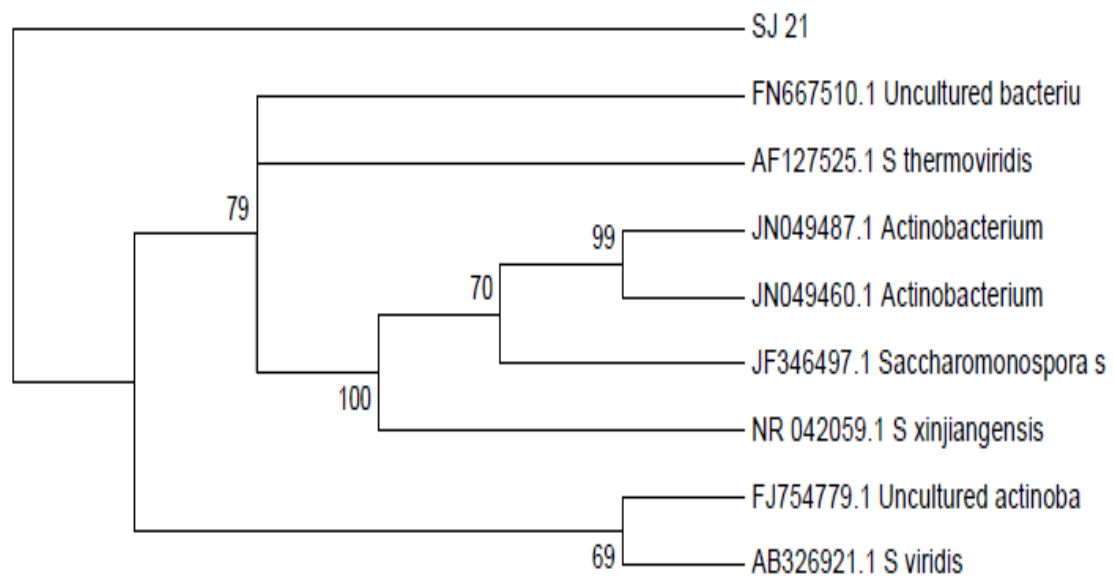 SJ 21
FN667510.1 Uncultured bacteriu
AF127525.1 S thermoviridis
79
JN049487.1 Actinobacterium
99
JN049460.1 Actinobacterium
70
JF346497.1 Saccharomonospora s
100
NR 042059.1 S xinjiangensis
FJ754779.1 Uncultured actinoba
69
AB326921.1 S viridis